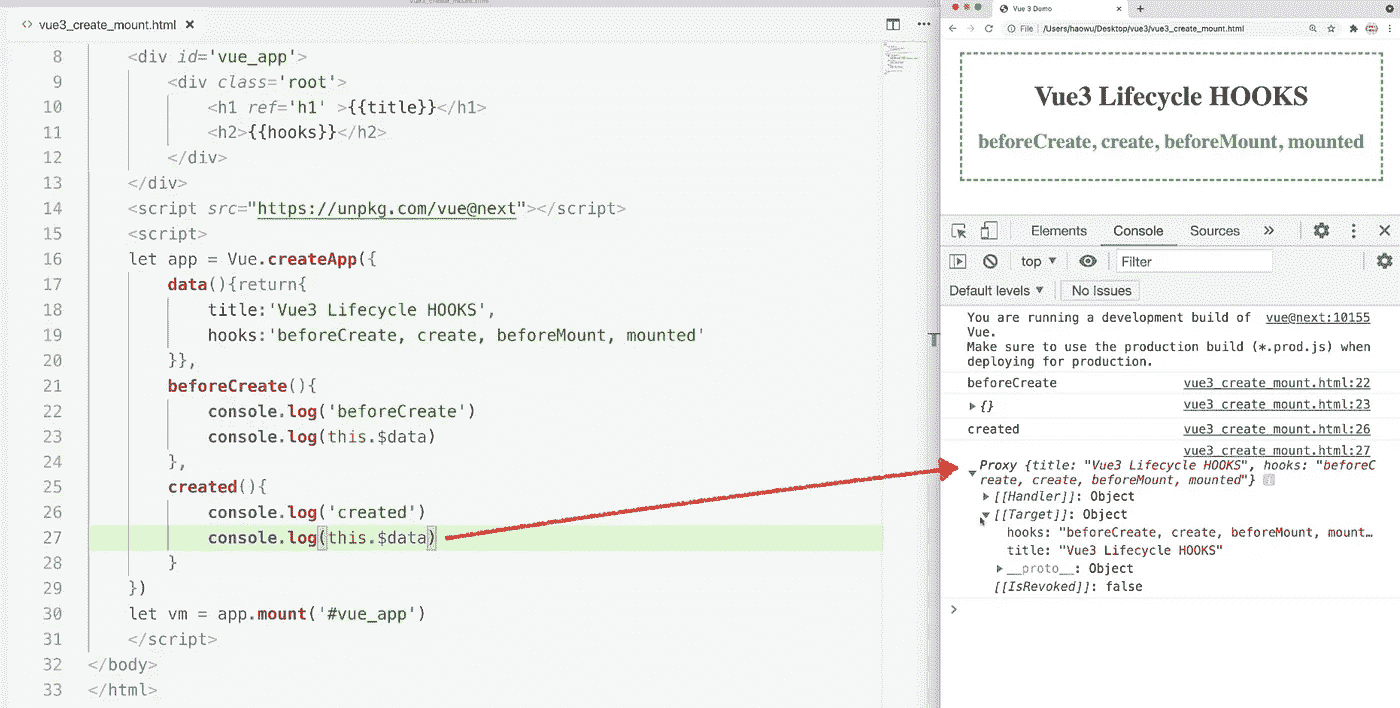 vue3_create_mount.html
<> vue3_create_mount.html ×
8 <div id='vue_app'>
9 <div class='root'>
10 <h1 ref='h1' >{{title}}</h1>
11 <h2>{{hooks}}</h2>
12 </div>
13 </div>
14 <script src="https://unpkg.com/vue@next"></script>
15 <script>
16 let app = Vue.createApp({
17 data(){return{
18 title:'Vue3 Lifecycle HOOKS',
19 hooks:'beforeCreate, create, beforeMount, mounted'
20 }},
21 beforeCreate(){
22 console.log('beforeCreate')
23 console.log(this.$data)
24 },
25 created(){
26 console.log('created')
27 console.log(this.$data)
28 }
29 })
30 let vm = app.mount('#vue_app')
31 </script>
32 </body>
33 </html>
T
Vue 3 Demo
File | /Users/haowu/Desktop/vue3/vue3_create_mount.html
Vue3 Lifecycle HOOKS
beforeCreate, create, beforeMount, mounted
Elements Console Sources »
top ▼ Filter
Default levels ▼ No Issues
You are running a development build of vue@next:10155
Vue.
Make sure to use the production build (*.prod.js) when
deploying for production.
beforeCreate vue3_create_mount.html:22
▶ {} vue3_create_mount.html:23
created vue3_create_mount.html:26
vue3_create_mount.html:27
Proxy {title: "Vue3 Lifecycle HOOKS", hooks: "beforeC
reate, create, beforeMount, mounted"} i
▶ [[Handler]]: Object
▼ [[Target]]: Object
hooks: "beforeCreate, create, beforeMount, mount…
title: "Vue3 Lifecycle HOOKS"
▶ __proto__: Object
[[IsRevoked]]: false
>